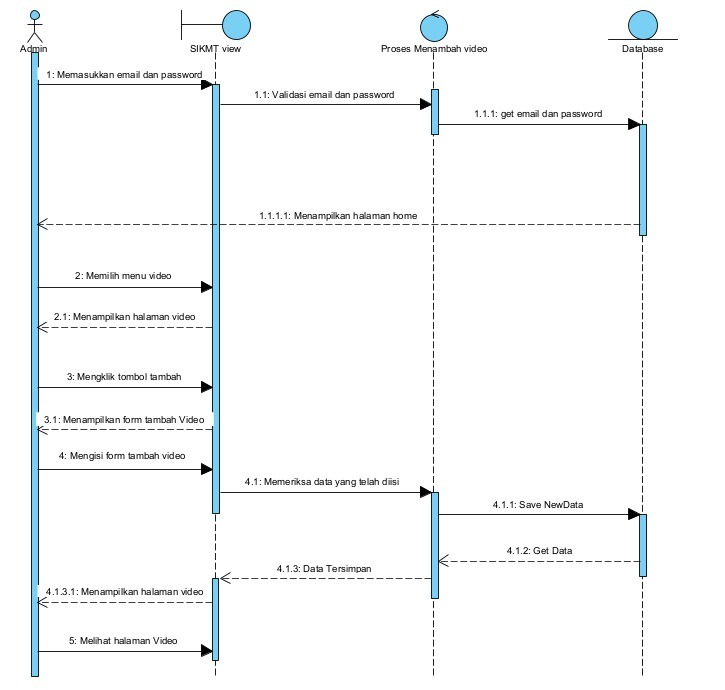 Admin
SIKMT view
Proses Menambah video
Database
1: Memasukkan email dan password
1.1: Validasi email dan password
1.1.1: get email dan password
1.1.1.1: Menampilkan halaman home
2: Memilih menu video
2.1: Menampilkan halaman video
3: Mengklik tombol tambah
3.1: Menampilkan form tambah Video
4: Mengisi form tambah video
4.1: Memeriksa data yang telah diisi
4.1.1: Save NewData
4.1.2: Get Data
4.1.3: Data Tersimpan
4.1.3.1: Menampilkan halaman video
5: Melihat halaman Video